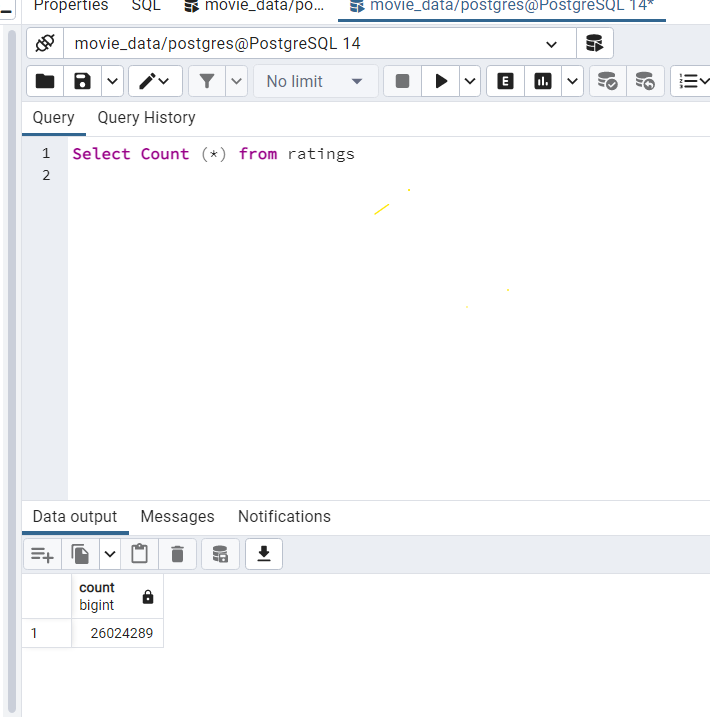 Properties SQL movie_data/po... movie_data/postgres@PostgreSQL 14*
movie_data/postgres@PostgreSQL 14
No limit
E
Query Query History
1 Select Count (*) from ratings
2
Data output Messages Notifications
count
bigint
1 26024289